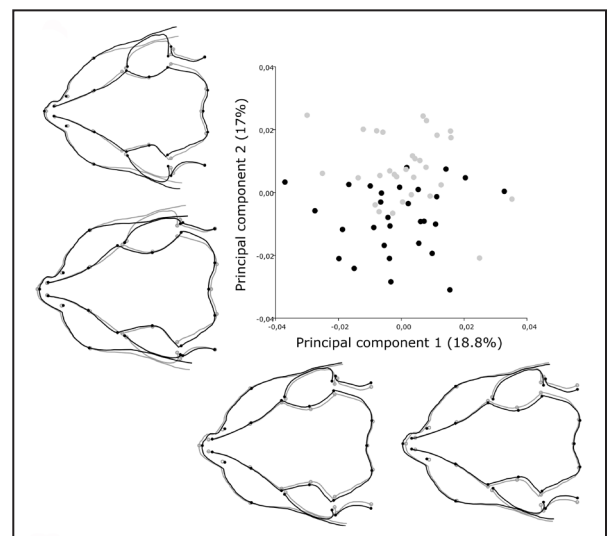 0,04
0,02
0,00
-0,02
-0,04
Principal component 2 (17%)
-0,04 -0,02 0,00 0,02 0,04
Principal component 1 (18.8%)